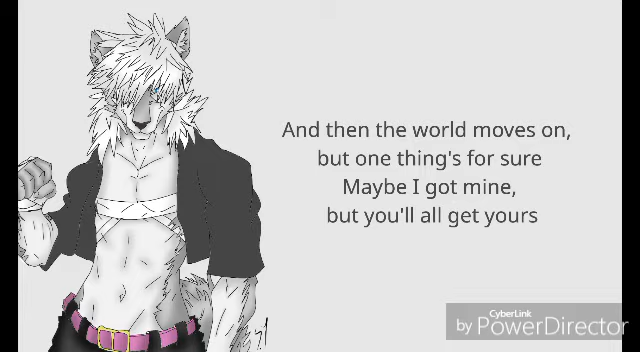 And then the world moves on,
but one thing's for sure
Maybe I got mine,
but you'll all get yours
CyberLink
by PowerDirector